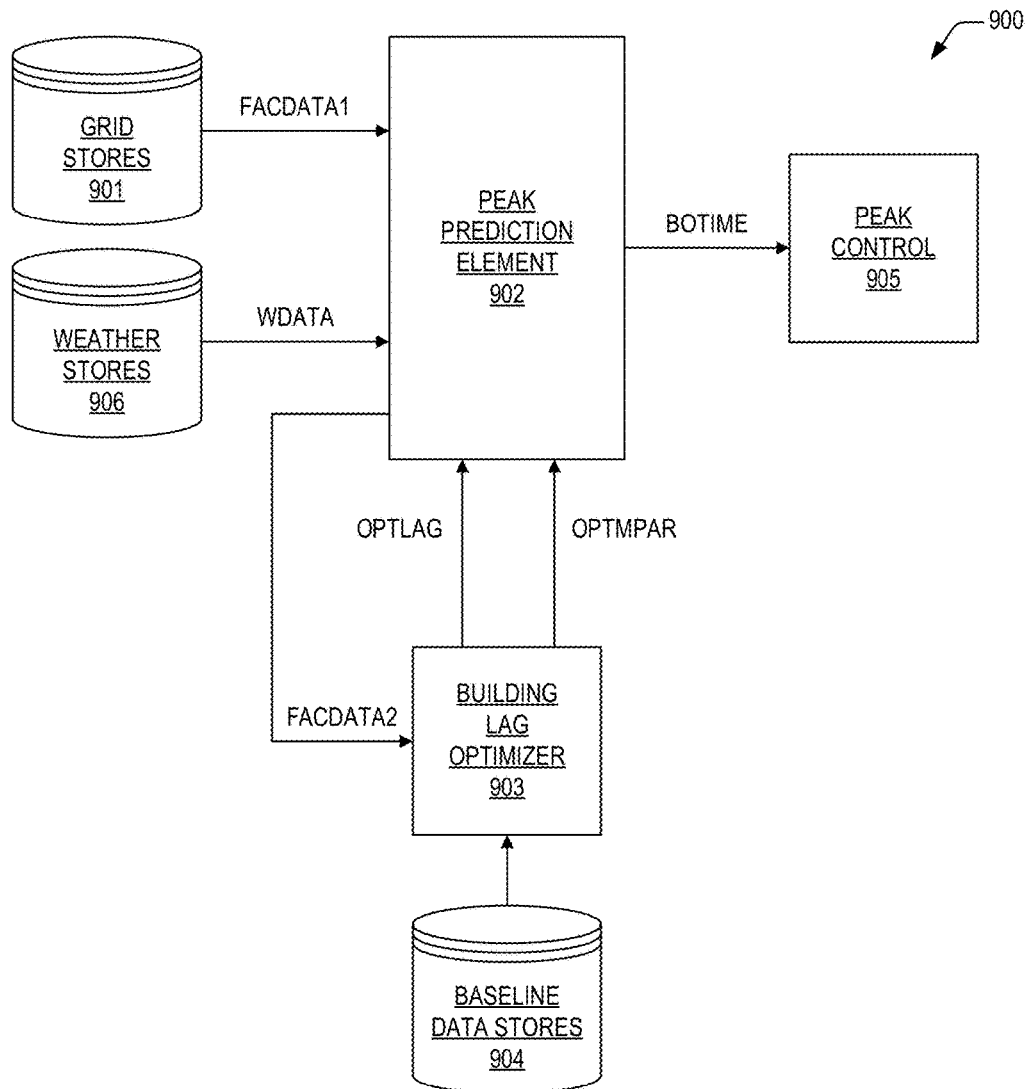 900
GRID
STORES
901
FACDATA1
PEAK
PREDICTION
ELEMENT
902
BOTIME
PEAK
CONTROL
905
WEATHER
STORES
906
WDATA
OPTLAG
OPTMPAR
FACDATA2
BUILDING
LAG
OPTIMIZER
903
BASELINE
DATA STORES
904